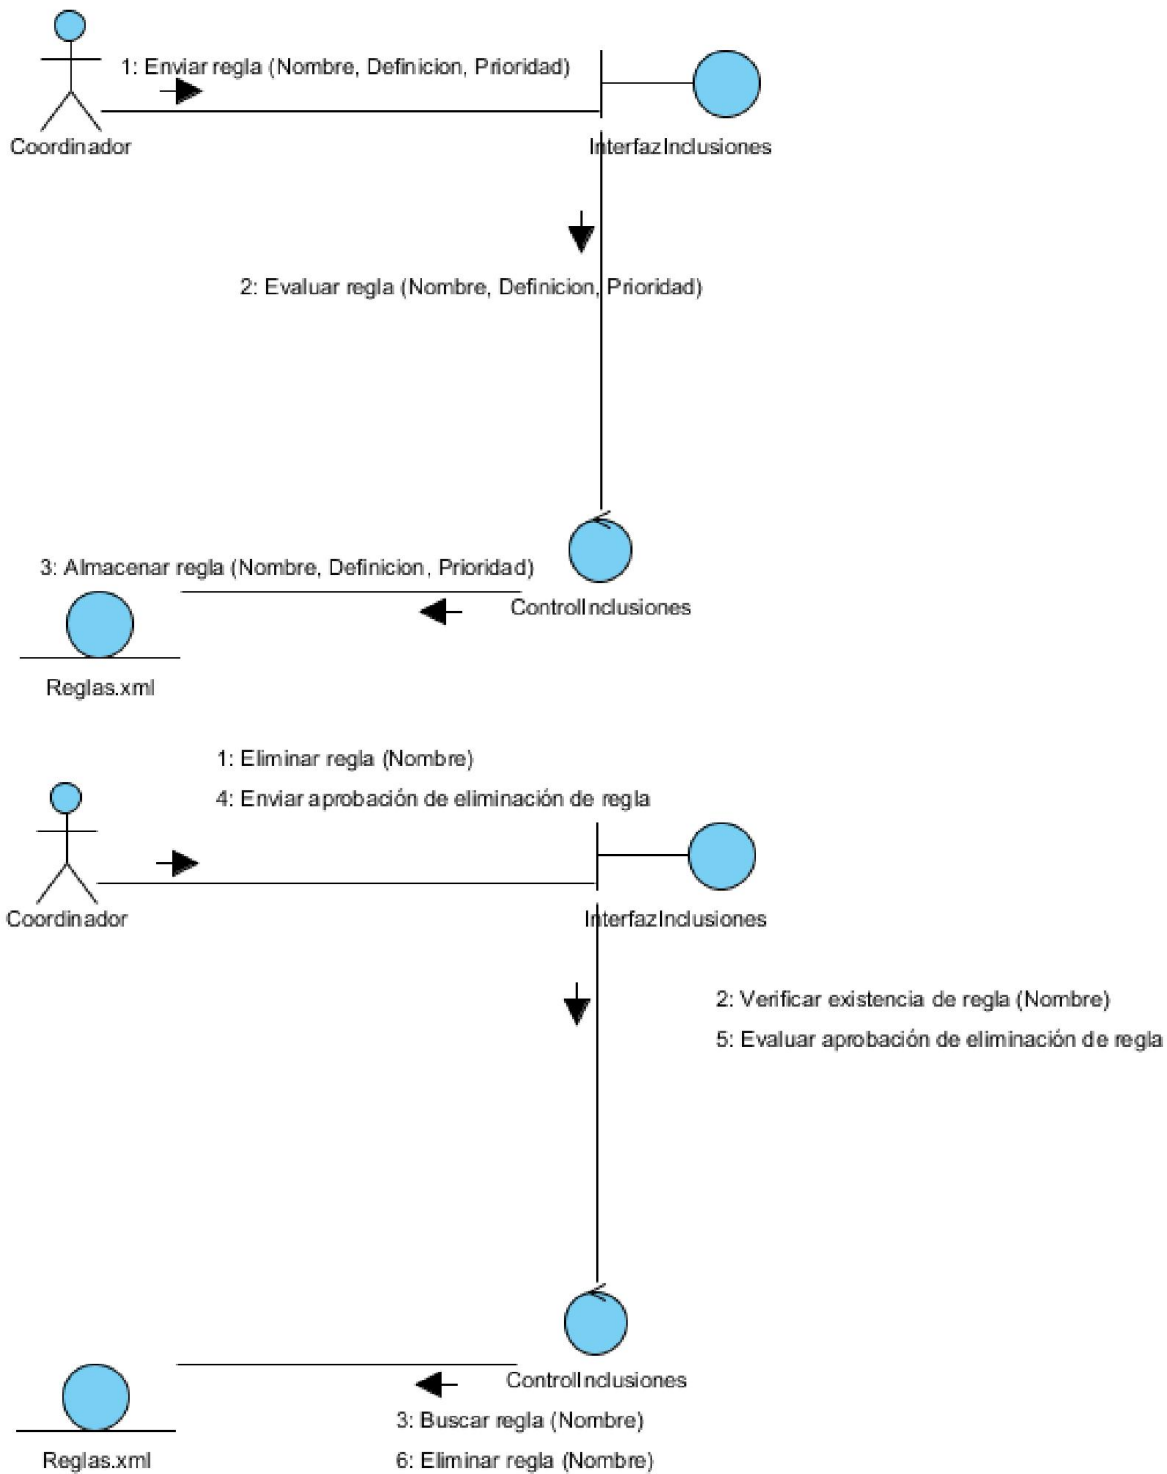 1: Enviar regla (Nombre, Definicion, Prioridad)
Coordinador
InterfazInclusiones
2: Evaluar regla (Nombre, Definicion, Prioridad)
3: Almacenar regla (Nombre, Definicion, Prioridad)
ControlInclusiones
Reglas.xml
1: Eliminar regla (Nombre)
4: Enviar aprobación de eliminación de regla
Coordinador
InterfazInclusiones
2: Verificar existencia de regla (Nombre)
5: Evaluar aprobación de eliminación de regla
ControlInclusiones
3: Buscar regla (Nombre)
Reglas.xml
6: Eliminar regla (Nombre)